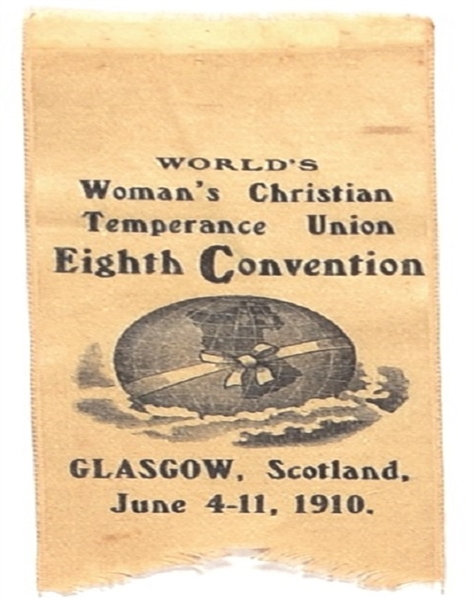 WORLD'S
Woman's Christian
Temperance Union
Eighth Convention
GLASGOW, Scotland,
June 4-11, 1910.